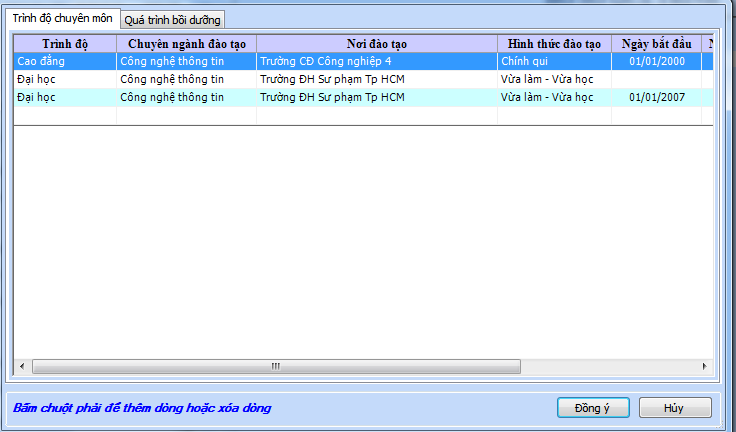 Trình độ chuyên môn Quá trình bồi dưỡng
Trình độ Chuyên ngành đào tạo Nơi đào tạo Hình thức đào tạo Ngày bắt đầu
Cao đẳng Công nghệ thông tin Trường CĐ Công nghiệp 4 Chính qui 01/01/2000
Đại học Công nghệ thông tin Trường ĐH Sư phạm Tp HCM Vừa làm - Vừa học
Đại học Công nghệ thông tin Trường ĐH Sư phạm Tp HCM Vừa làm - Vừa học 01/01/2007
Bấm chuột phải để thêm dòng hoặc xóa dòng Đồng ý Hủy